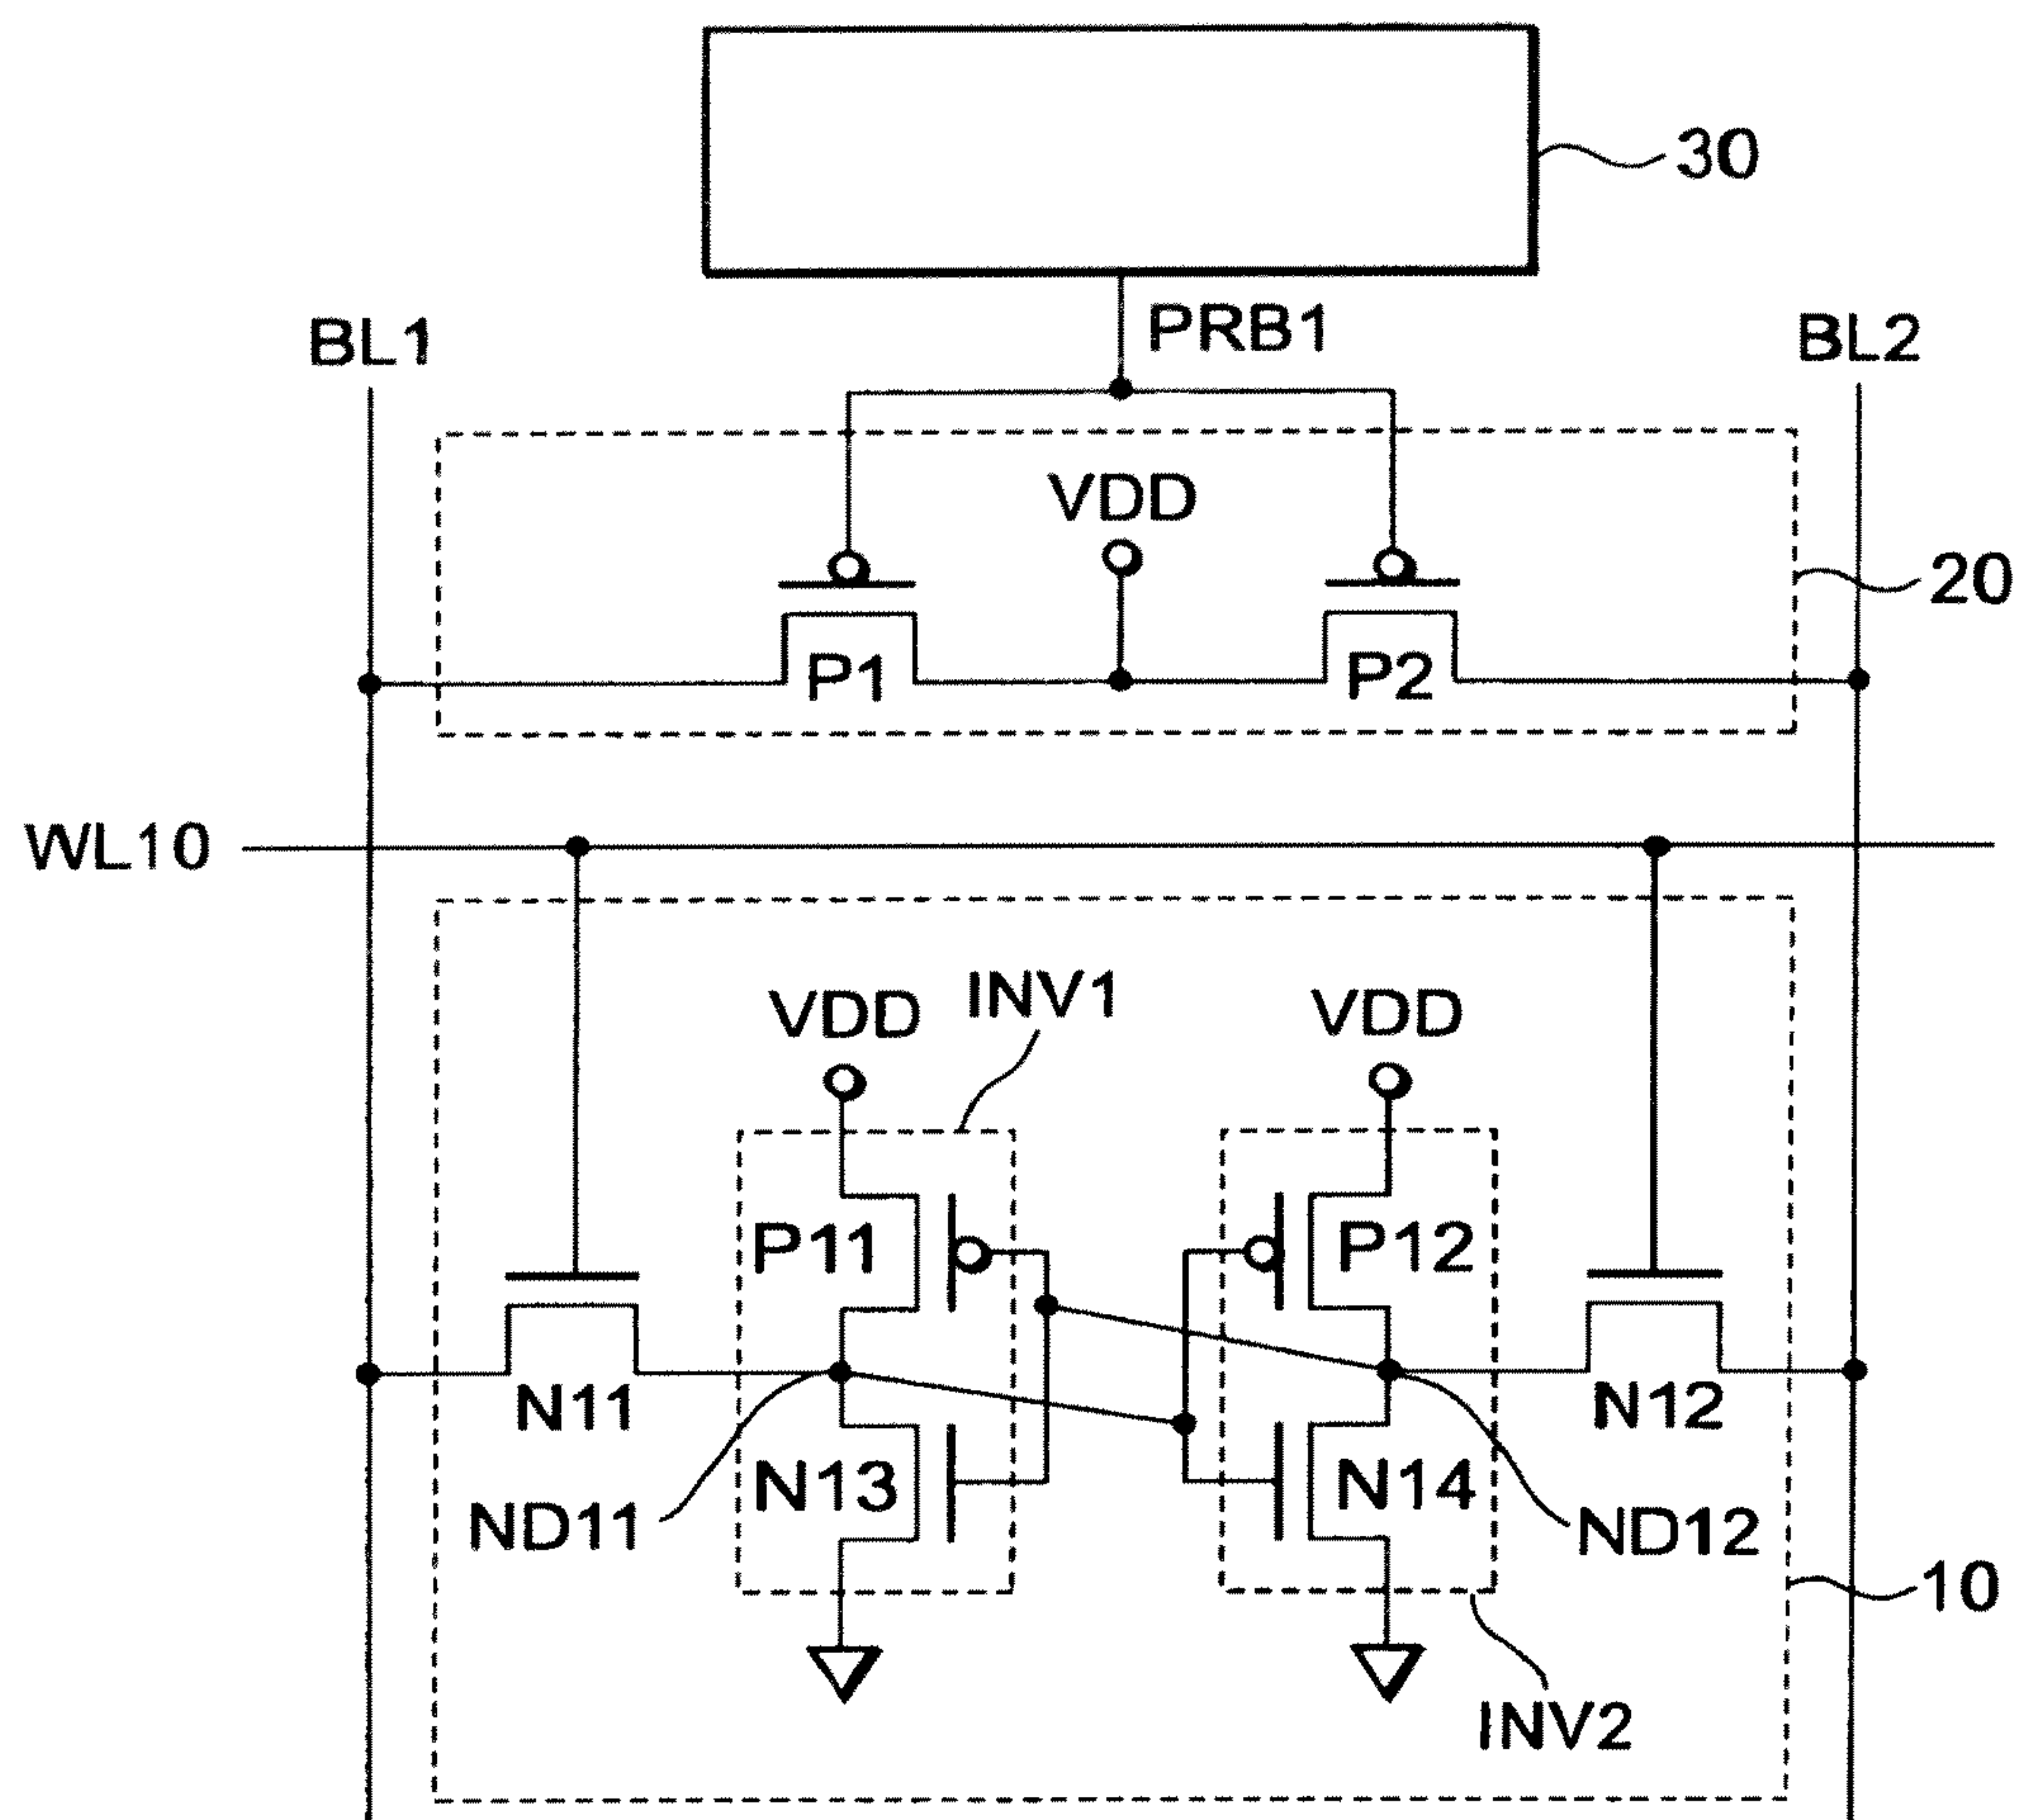 30
PRB1
BL1
BL2
VDD
20
P1
P2
WL10
INV1
VDD
VDD
P11
P12
N11
N12
N13
N14
ND11
ND12
10
INV2